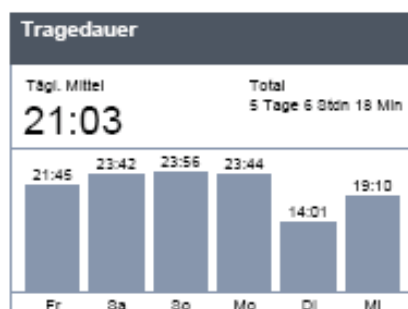 Tragedauer
Tägl. Mittel
Total
21:03
5 Tage 6 Stdn 18 Min
21:45
23:42
23:56
23:44
14:01
19:10
Fr
Sa
So
Mo
Di
Mi